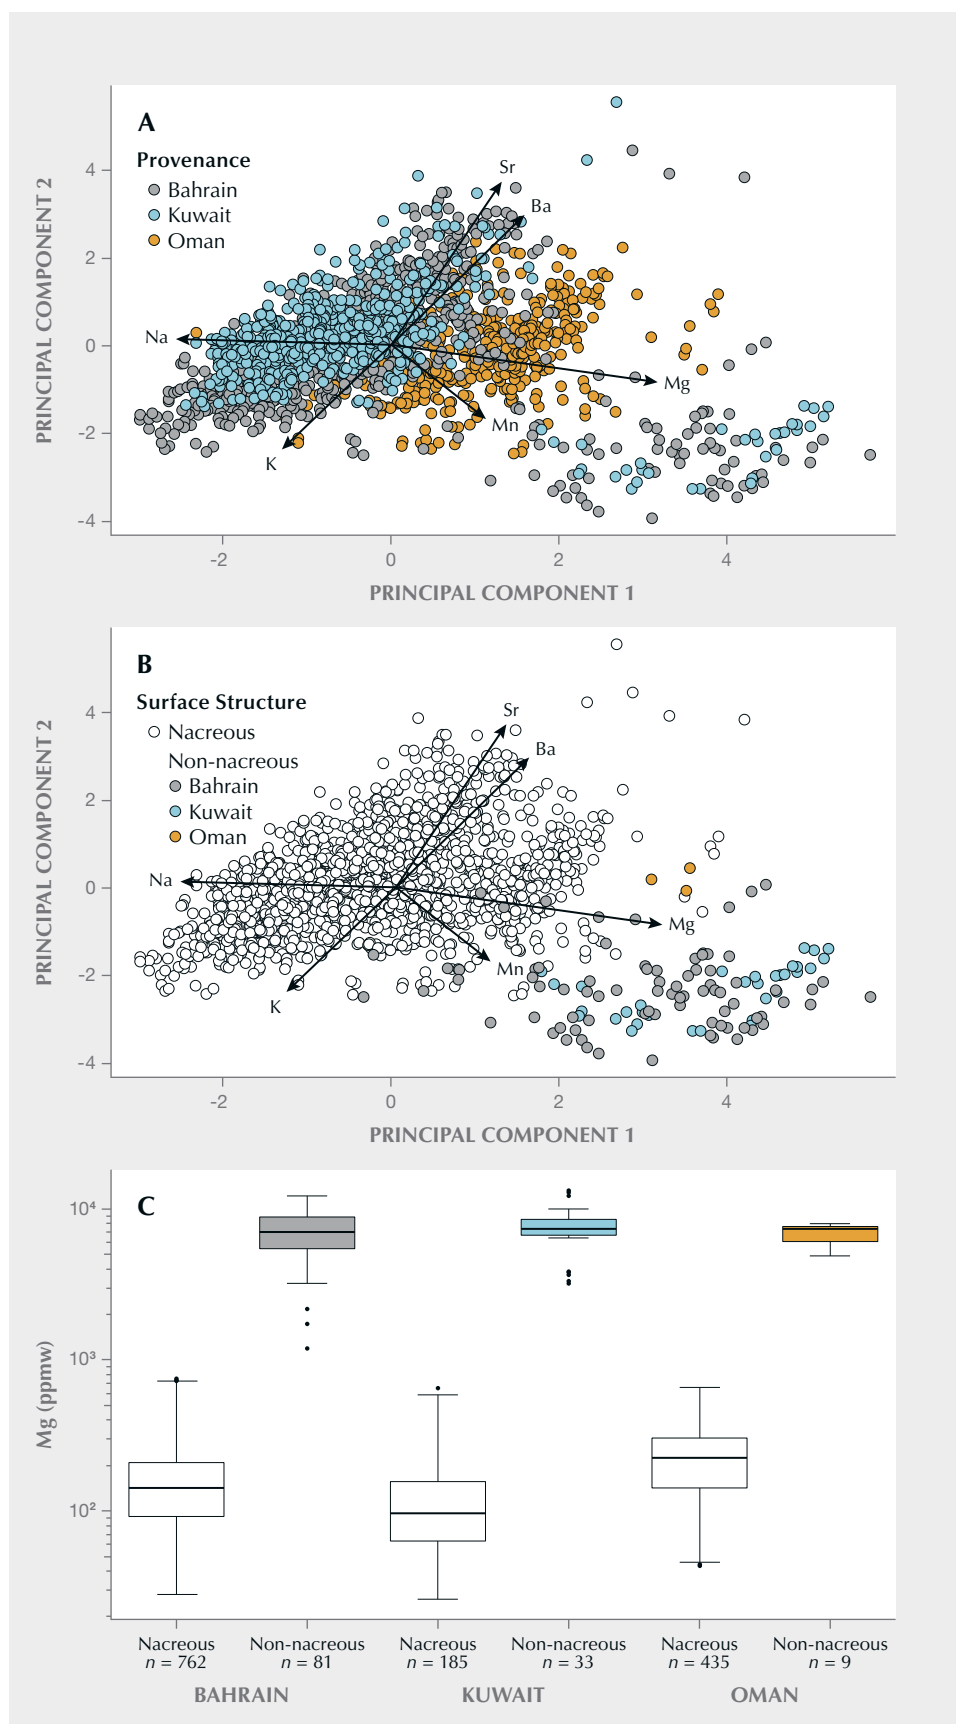 A
Provenance
Bahrain
Kuwait
Oman
Sr
Ba
Na
Mg
Mn
K
4
2
0
-2
-4
-2
0
2
4
PRINCIPAL COMPONENT 2
PRINCIPAL COMPONENT 1
B
Surface Structure
Nacreous
Non-nacreous
Bahrain
Kuwait
Oman
Sr
Ba
Na
Mg
Mn
K
4
2
0
-2
-4
-2
0
2
4
PRINCIPAL COMPONENT 2
PRINCIPAL COMPONENT 1
C
10⁴
10³
10²
Mg (ppmw)
Nacreous Non-nacreous Nacreous Non-nacreous Nacreous Non-nacreous
n = 762 n = 81 n = 185 n = 33 n = 435 n = 9
BAHRAIN KUWAIT OMAN